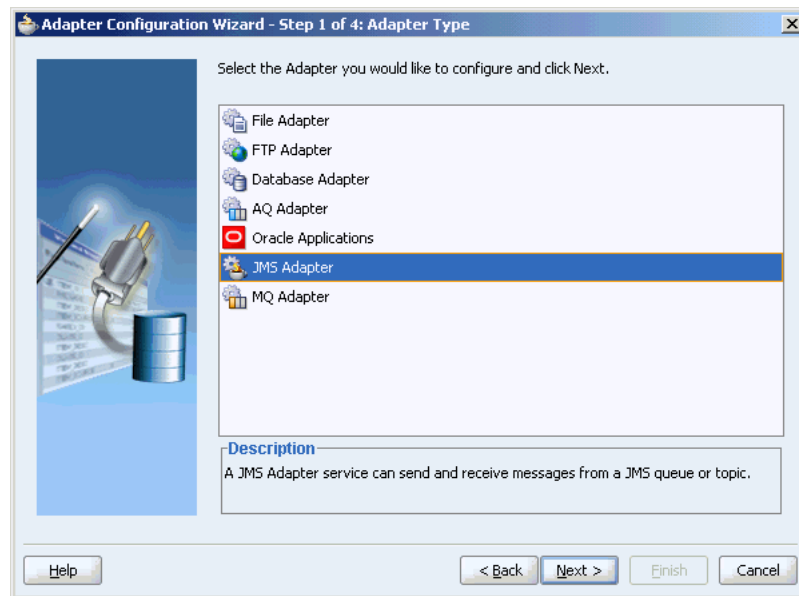 Adapter Configuration Wizard - Step 1 of 4: Adapter Type
Select the Adapter you would like to configure and click Next.
File Adapter
FTP Adapter
Database Adapter
AQ Adapter
Oracle Applications
JMS Adapter
MQ Adapter
Description
A JMS Adapter service can send and receive messages from a JMS queue or topic.
Help
< Back
Next >
Finish
Cancel